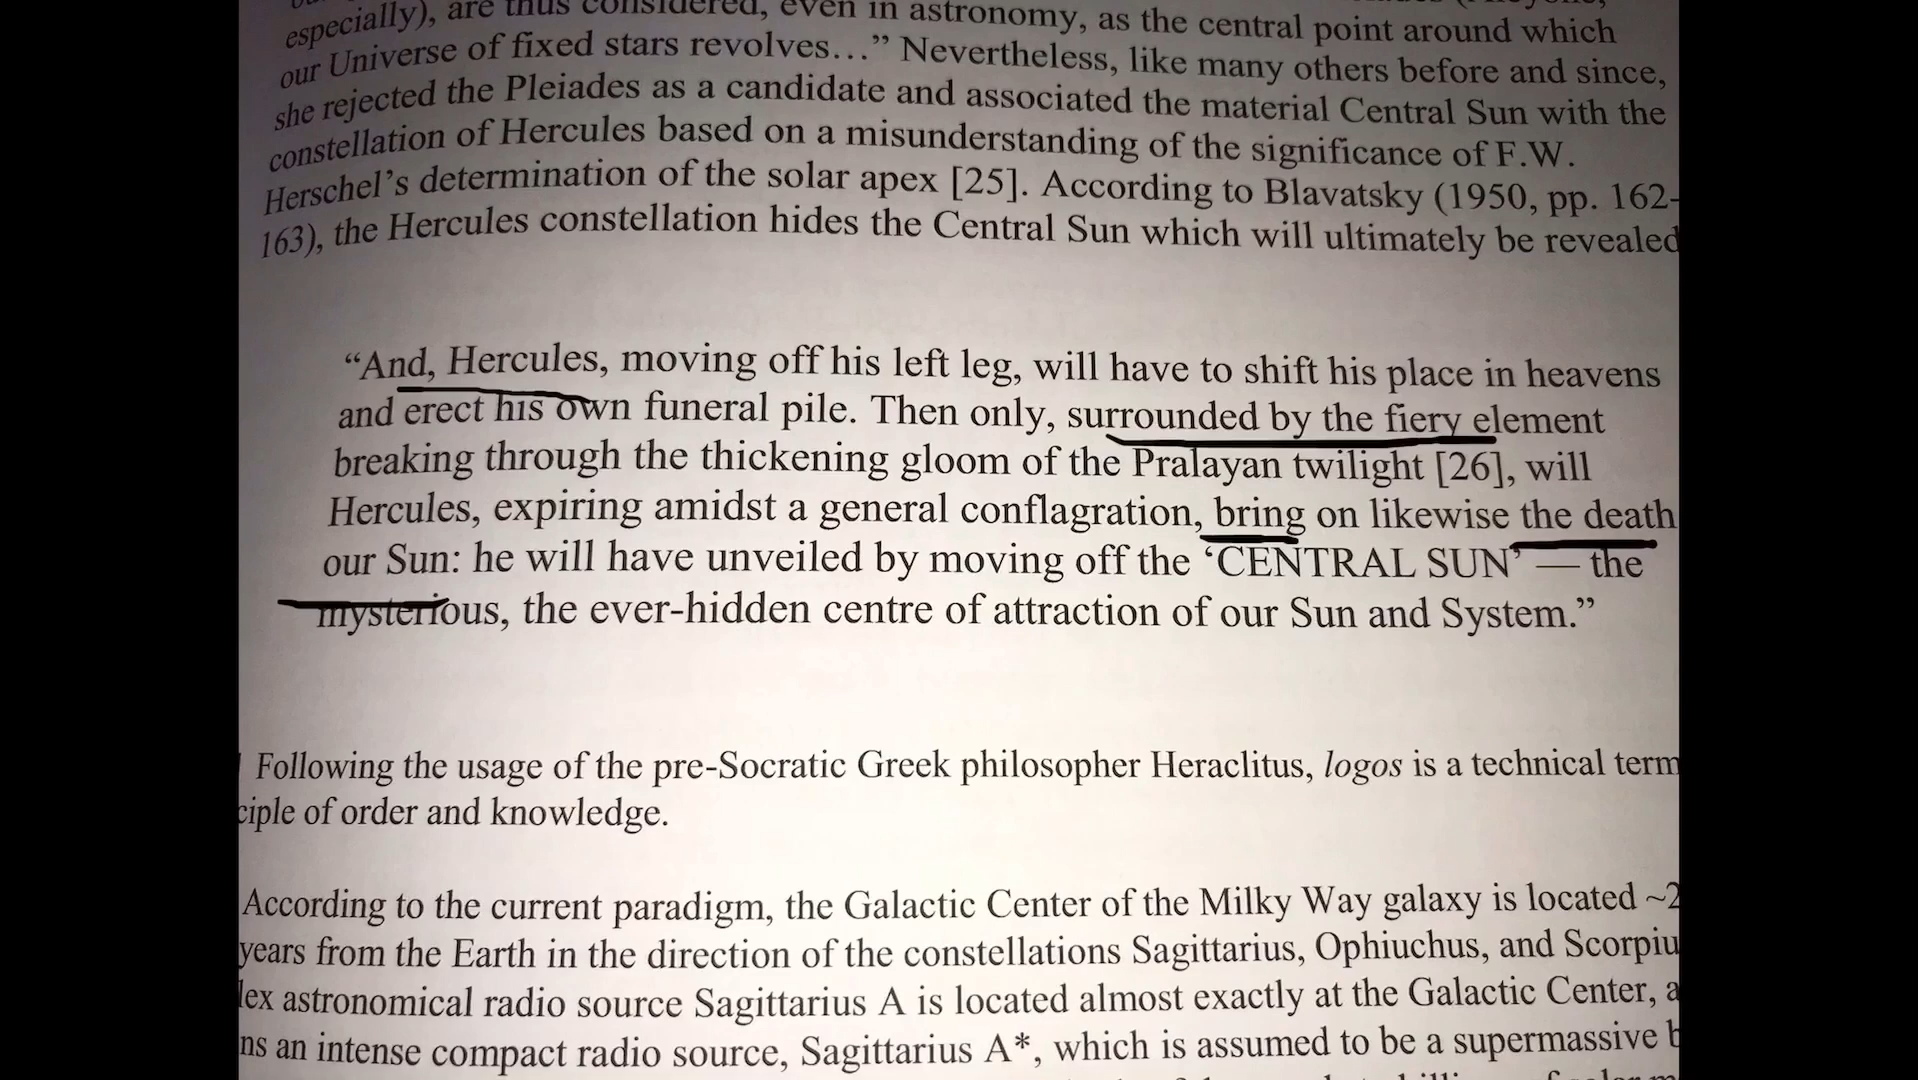 especially), are thus considered, even in astronomy, as the central point around which
our Universe of fixed stars revolves…” Nevertheless, like many others before and since,
she rejected the Pleiades as a candidate and associated the material Central Sun with the
constellation of Hercules based on a misunderstanding of the significance of F.W.
Herschel’s determination of the solar apex [25]. According to Blavatsky (1950, pp. 162-
163), the Hercules constellation hides the Central Sun which will ultimately be revealed
“And, Hercules, moving off his left leg, will have to shift his place in heavens
and erect his own funeral pile. Then only, surrounded by the fiery element
breaking through the thickening gloom of the Pralayan twilight [26], will
Hercules, expiring amidst a general conflagration, bring on likewise the death
our Sun: he will have unveiled by moving off the ‘CENTRAL SUN’ — the
mysterious, the ever-hidden centre of attraction of our Sun and System.”
Following the usage of the pre-Socratic Greek philosopher Heraclitus, logos is a technical term
ciple of order and knowledge.
According to the current paradigm, the Galactic Center of the Milky Way galaxy is located ~2
years from the Earth in the direction of the constellations Sagittarius, Ophiuchus, and Scorpiu
lex astronomical radio source Sagittarius A is located almost exactly at the Galactic Center, a
ns an intense compact radio source, Sagittarius A*, which is assumed to be a supermassive b